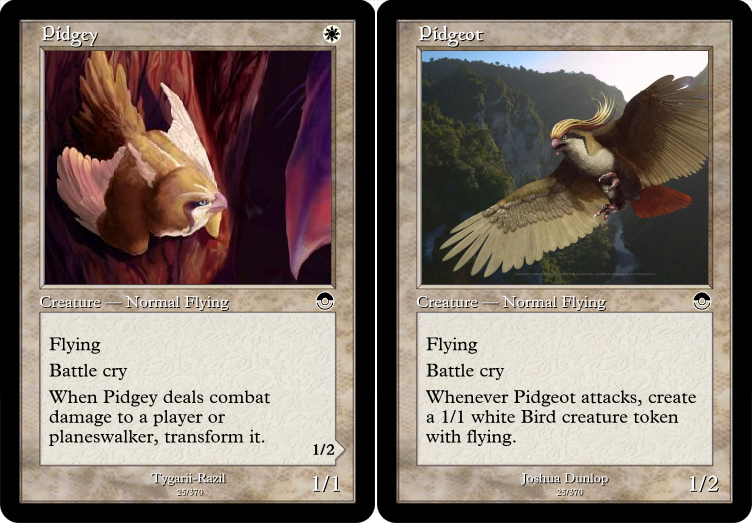 Pidgey
Creature — Normal Flying
Flying
Battle cry
When Pidgey deals combat
damage to a player or
planeswalker, transform it.
1/2
Tygarii-Razil
25/370
1/1
Pidgeot
Creature — Normal Flying
Flying
Battle cry
Whenever Pidgeot attacks, create
a 1/1 white Bird creature token
with flying.
Joshua Dunlop
25/370
1/2